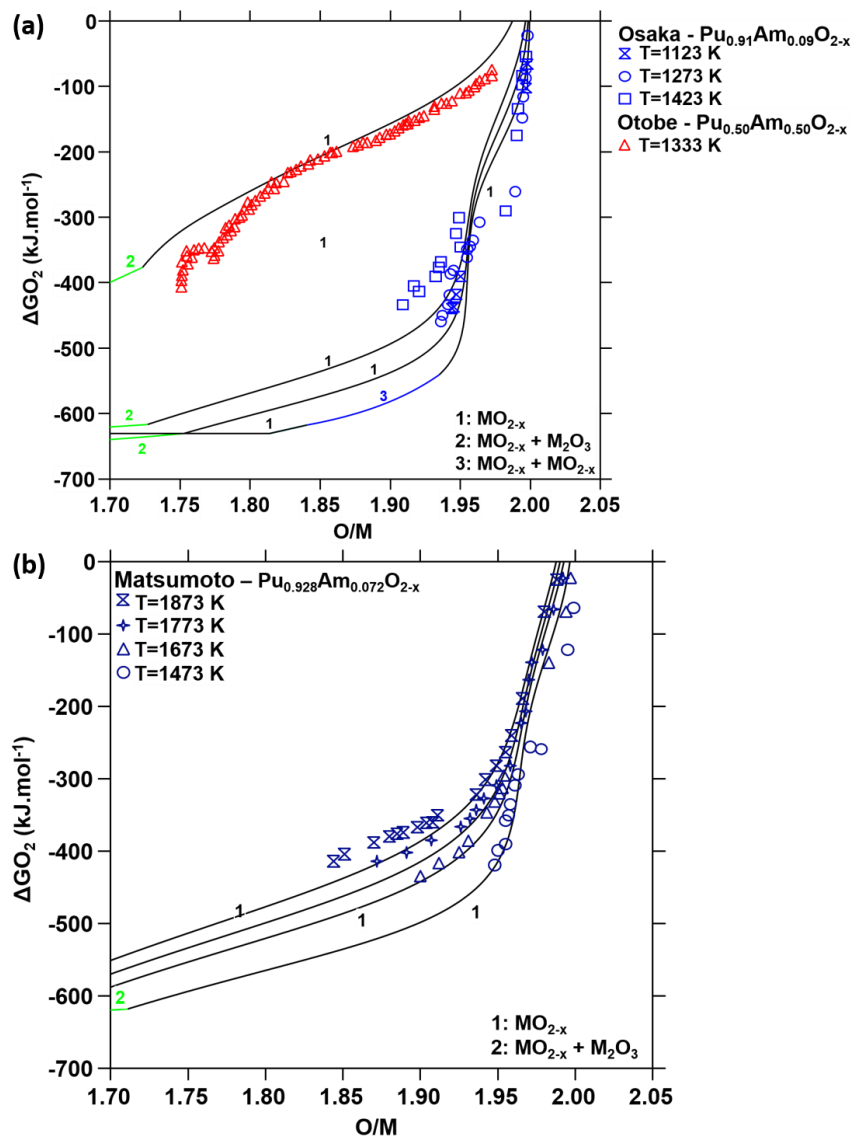 (a)
Osaka - Pu0.91Am0.09O2-x
T=1123 K
T=1273 K
T=1423 K
Otobe - Pu0.50Am0.50O2-x
T=1333 K
0
-100
-200
-300
-400
-500
-600
-700
ΔGO2 (kJ.mol-1)
1
1
1
2
1
1
3
2
1
2
1: MO2-x
2: MO2-x + M2O3
3: MO2-x + MO2-x
1.70 1.75 1.80 1.85 1.90 1.95 2.00 2.05
O/M
(b)
Matsumoto – Pu0.928Am0.072O2-x
T=1873 K
T=1773 K
T=1673 K
T=1473 K
0
-100
-200
-300
-400
-500
-600
-700
ΔGO2 (kJ.mol-1)
1
1
1
2
1: MO2-x
2: MO2-x + M2O3
1.70 1.75 1.80 1.85 1.90 1.95 2.00 2.05
O/M